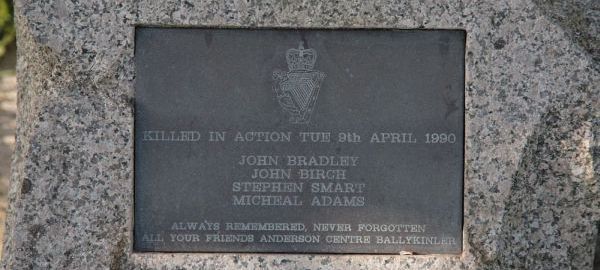 KILLED IN ACTION TUE 9th APRIL 1990
JOHN BRADLEY
JOHN BIRCH
STEPHEN SMART
MICHEAL ADAMS
ALWAYS REMEMBERED, NEVER FORGOTTEN
ALL YOUR FRIENDS ANDERSON CENTRE BALLYKINLER